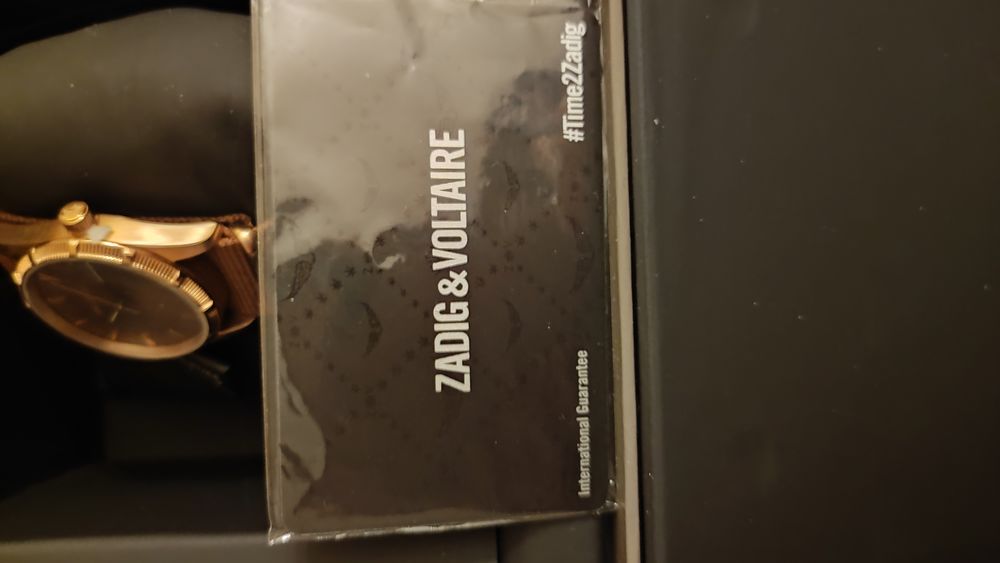 ZADIG & VOLTAIRE
International Guarantee
#Time2Zadig